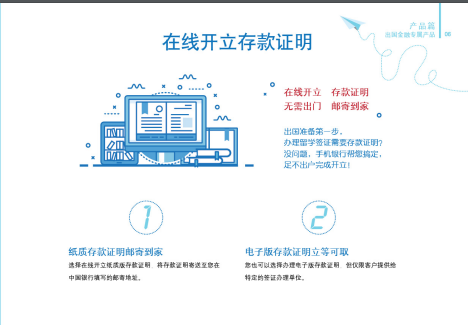 产品篇
出国金融专属产品 08
在线开立存款证明
在线开立 存款证明
无需出门 邮寄到家
出国准备第一步，
办理留学签证需要存款证明？
没问题，手机银行帮您搞定，
足不出户完成开立！
1
纸质存款证明邮寄到家
选择在线开立纸质版存款证明 将存款证明寄送至您在
中国银行填写的邮寄地址。
2
电子版存款证明立等可取
您也可以选择办理电子版存款证明 但仅限客户提供给
特定的签证办理单位。